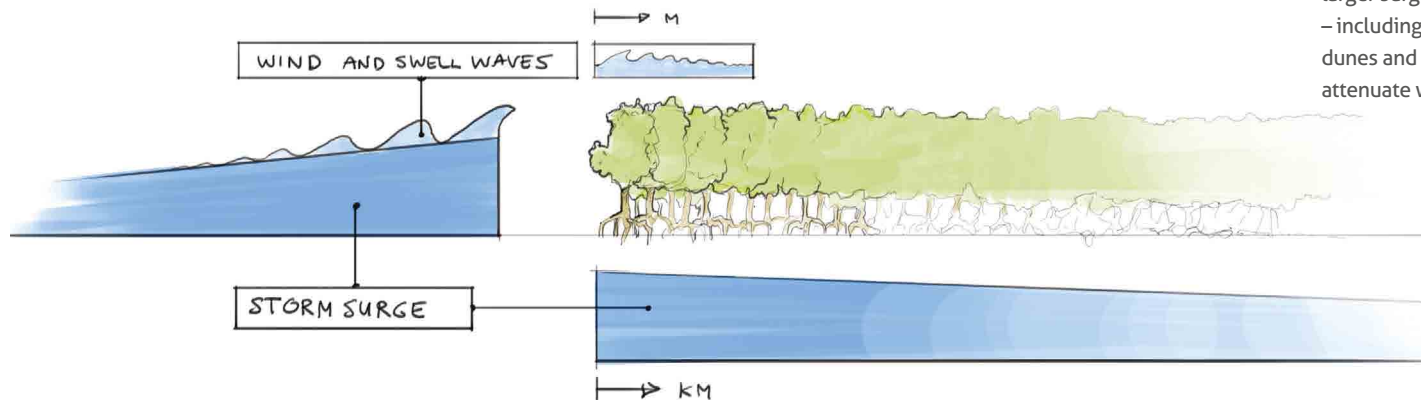 M
WIND AND SWELL WAVES
– including
dunes and
attenuate
STORM SURGE
KM